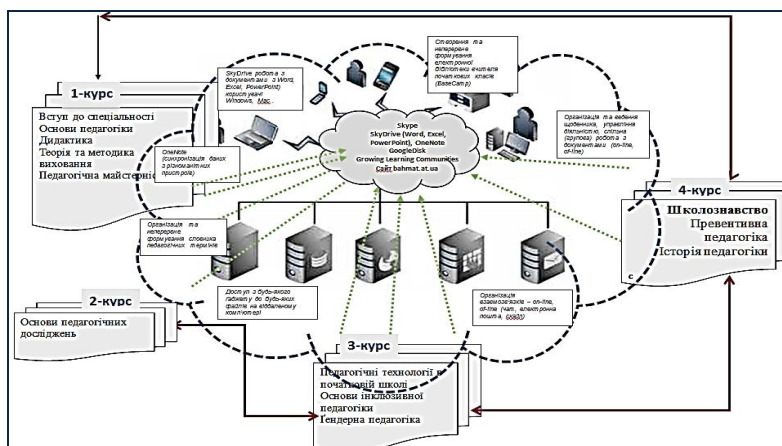 1-курс
Вступ до спеціальності
Основи педагогіки
Дидактика
Теорія та методика
виховання
Педагогічна майстерніс
SkyDrive робота з
документами з Word,
Excel, PowerPoint)
користувачі
Windows, Mac..
Створення та
неперервне
формування
електронної
бібліотеки вчителя
початкових класів
(BaseCamp)
OneNote
(синхронізація даних
з різноманітних
пристроїв)
Skype
SkyDrive (Word, Excel,
PowerPoint), OneNote
GoogleDisk
Growing Learning Communities
Сайт bahmat.at.ua
Організація та ведення
щоденника, управління
діяльністю, спільна
(групова) робота з
документами (on-line,
of-line)
4-курс
Школознавство
Превентивна
педагогіка
Історія педагогіки
с
Організація та
неперервне
формування словника
педагогічних термінів
2-курс
Основи педагогічних
досліджень
Доступ з будь-якого
гаджету до будь-яких
файлів на віддаленому
комп'ютері
Організація
взаємозв'язків – on-line,
of-line (чат, електронна
пошта, скайп)
3-курс
Педагогічні технології в
початковій школі
Основи інклюзивної
педагогіки
Ґендерна педагогіка